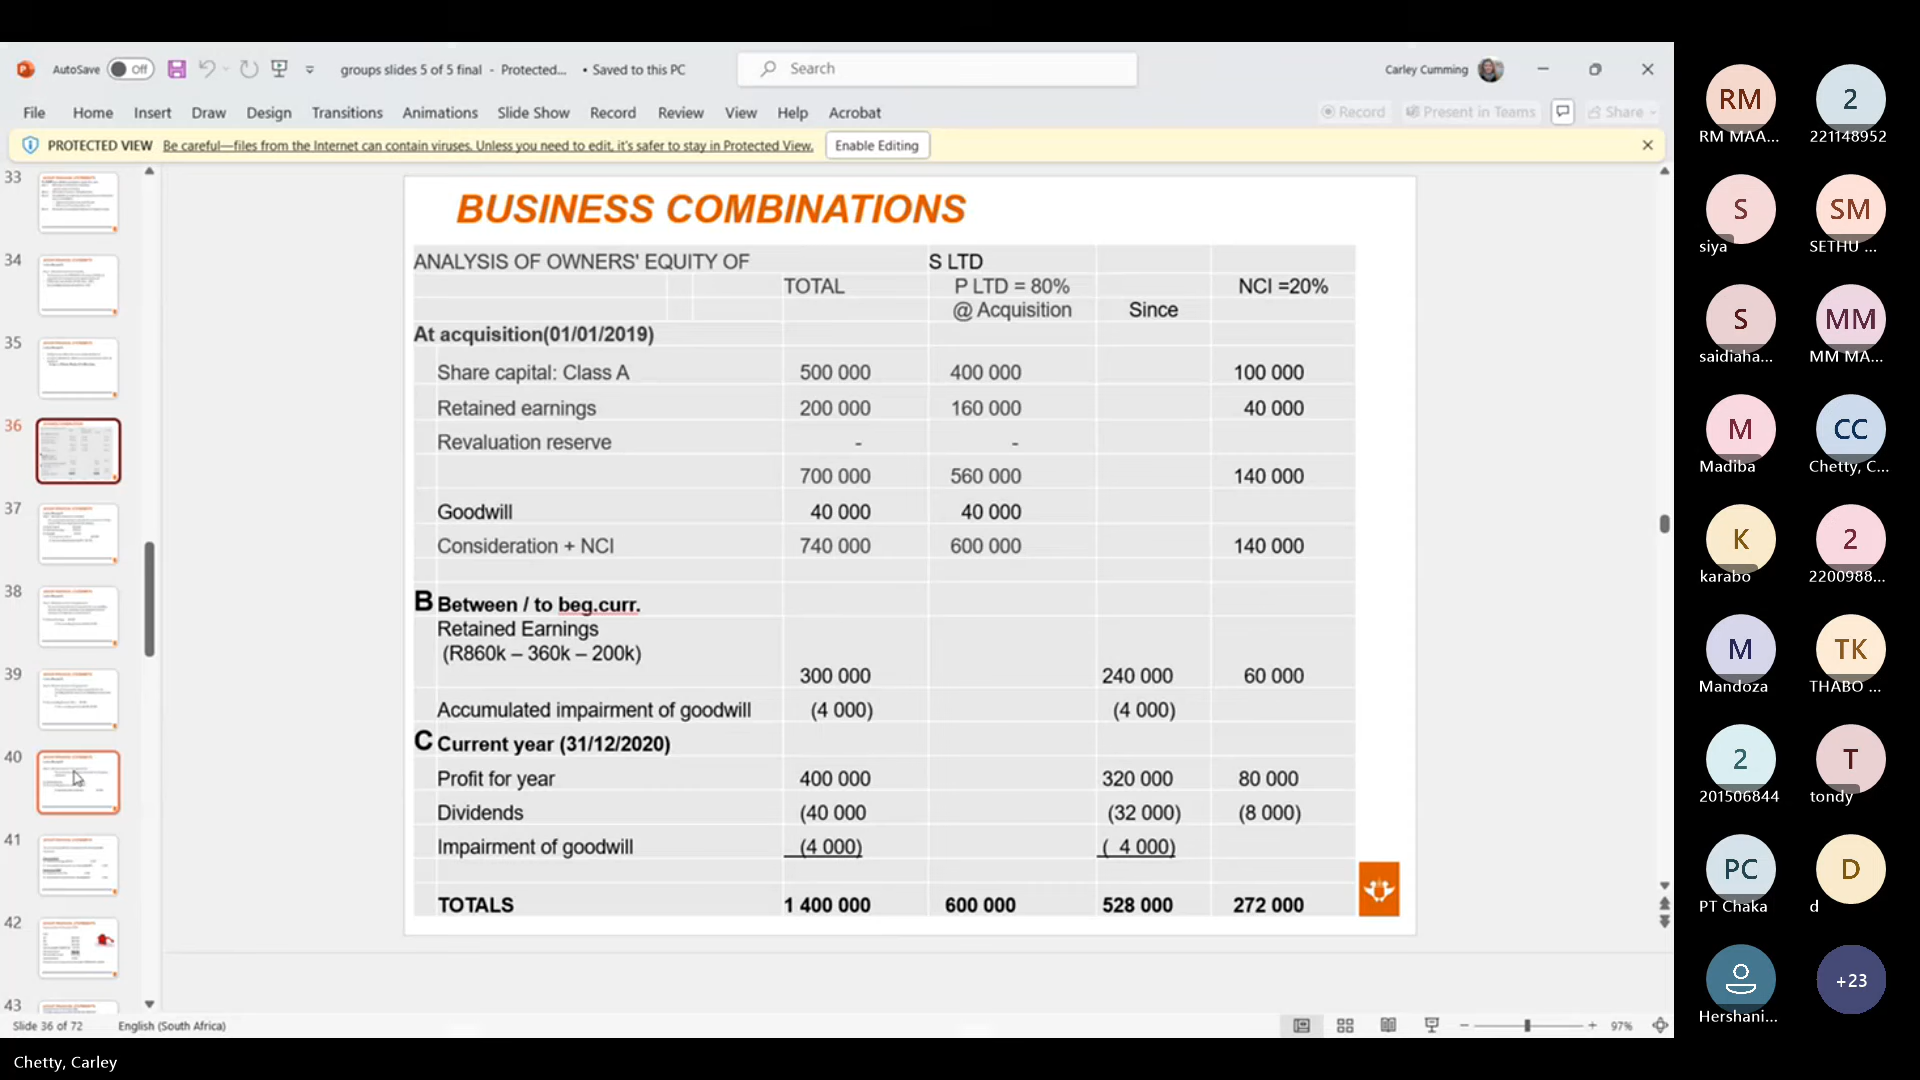 AutoSave Off groups slides 5 of 5 final - Protected... • Saved to this PC Search Carley Cumming
File Home Insert Draw Design Transitions Animations Slide Show Record Review View Help Acrobat Record Present in Teams Share
PROTECTED VIEW Be careful—files from the Internet can contain viruses. Unless you need to edit, it's safer to stay in Protected View. Enable Editing
33
34
35
36
37
38
39
40
41
42
43
BUSINESS COMBINATIONS
ANALYSIS OF OWNERS' EQUITY OF S LTD
TOTAL P LTD = 80% NCI =20%
@ Acquisition Since
At acquisition(01/01/2019)
Share capital: Class A 500 000 400 000 100 000
Retained earnings 200 000 160 000 40 000
Revaluation reserve - -
700 000 560 000 140 000
Goodwill 40 000 40 000
Consideration + NCI 740 000 600 000 140 000
B Between / to beg.curr.
Retained Earnings
(R860k – 360k – 200k)
300 000 240 000 60 000
Accumulated impairment of goodwill (4 000) (4 000)
C Current year (31/12/2020)
Profit for year 400 000 320 000 80 000
Dividends (40 000 (32 000) (8 000)
Impairment of goodwill (4 000) ( 4 000)
TOTALS 1 400 000 600 000 528 000 272 000
Slide 36 of 72 English (South Africa) 97%
Chetty, Carley
RM 2
RM MAA... 221148952
S SM
siya SETHU ...
S MM
saidiaha... MM MA...
M CC
Madiba Chetty, C...
K 2
karabo 2200988...
M TK
Mandoza THABO ...
2 T
201506844 tondy
PC D
PT Chaka d
+23
Hershani...